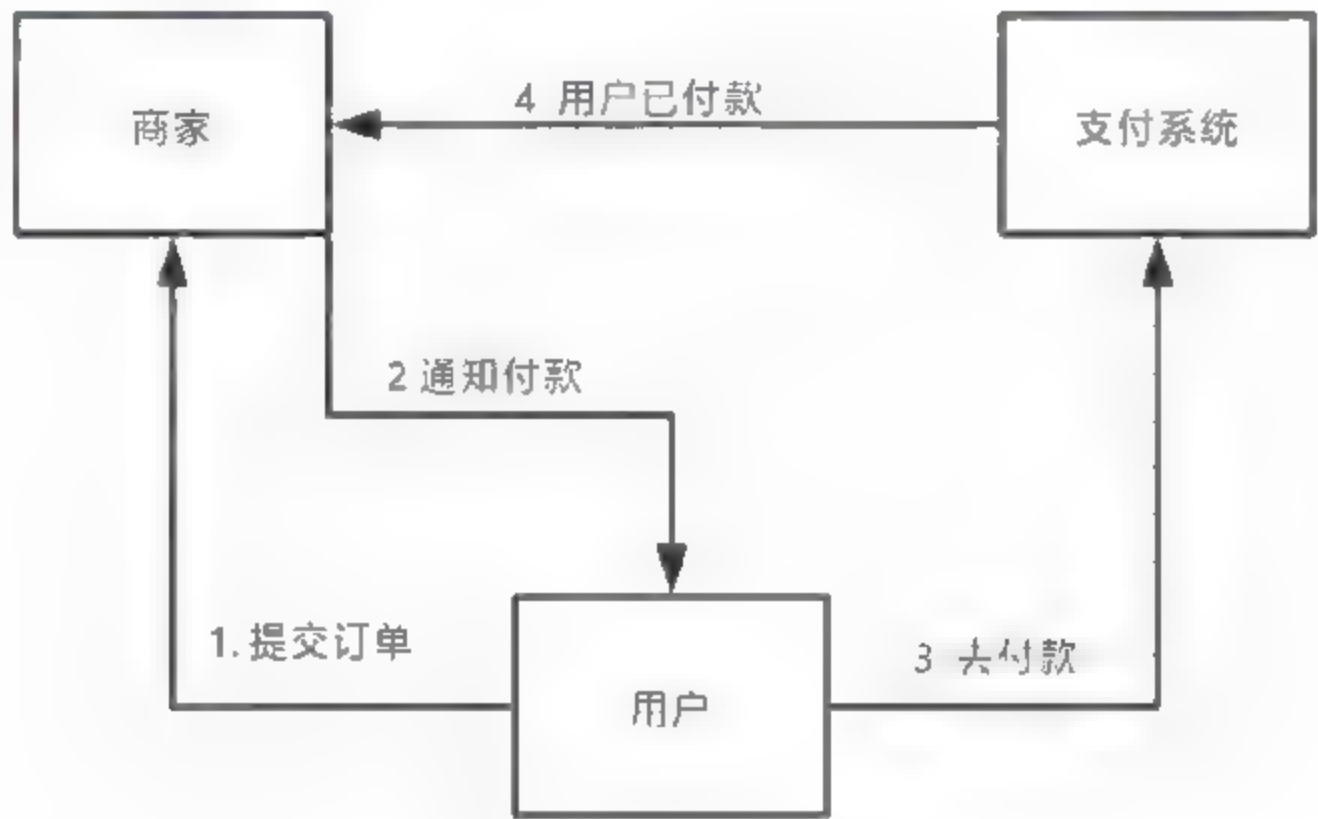 商家
4 用户已付款
支付系统
2 通知付款
1. 提交订单
3 去付款
用户